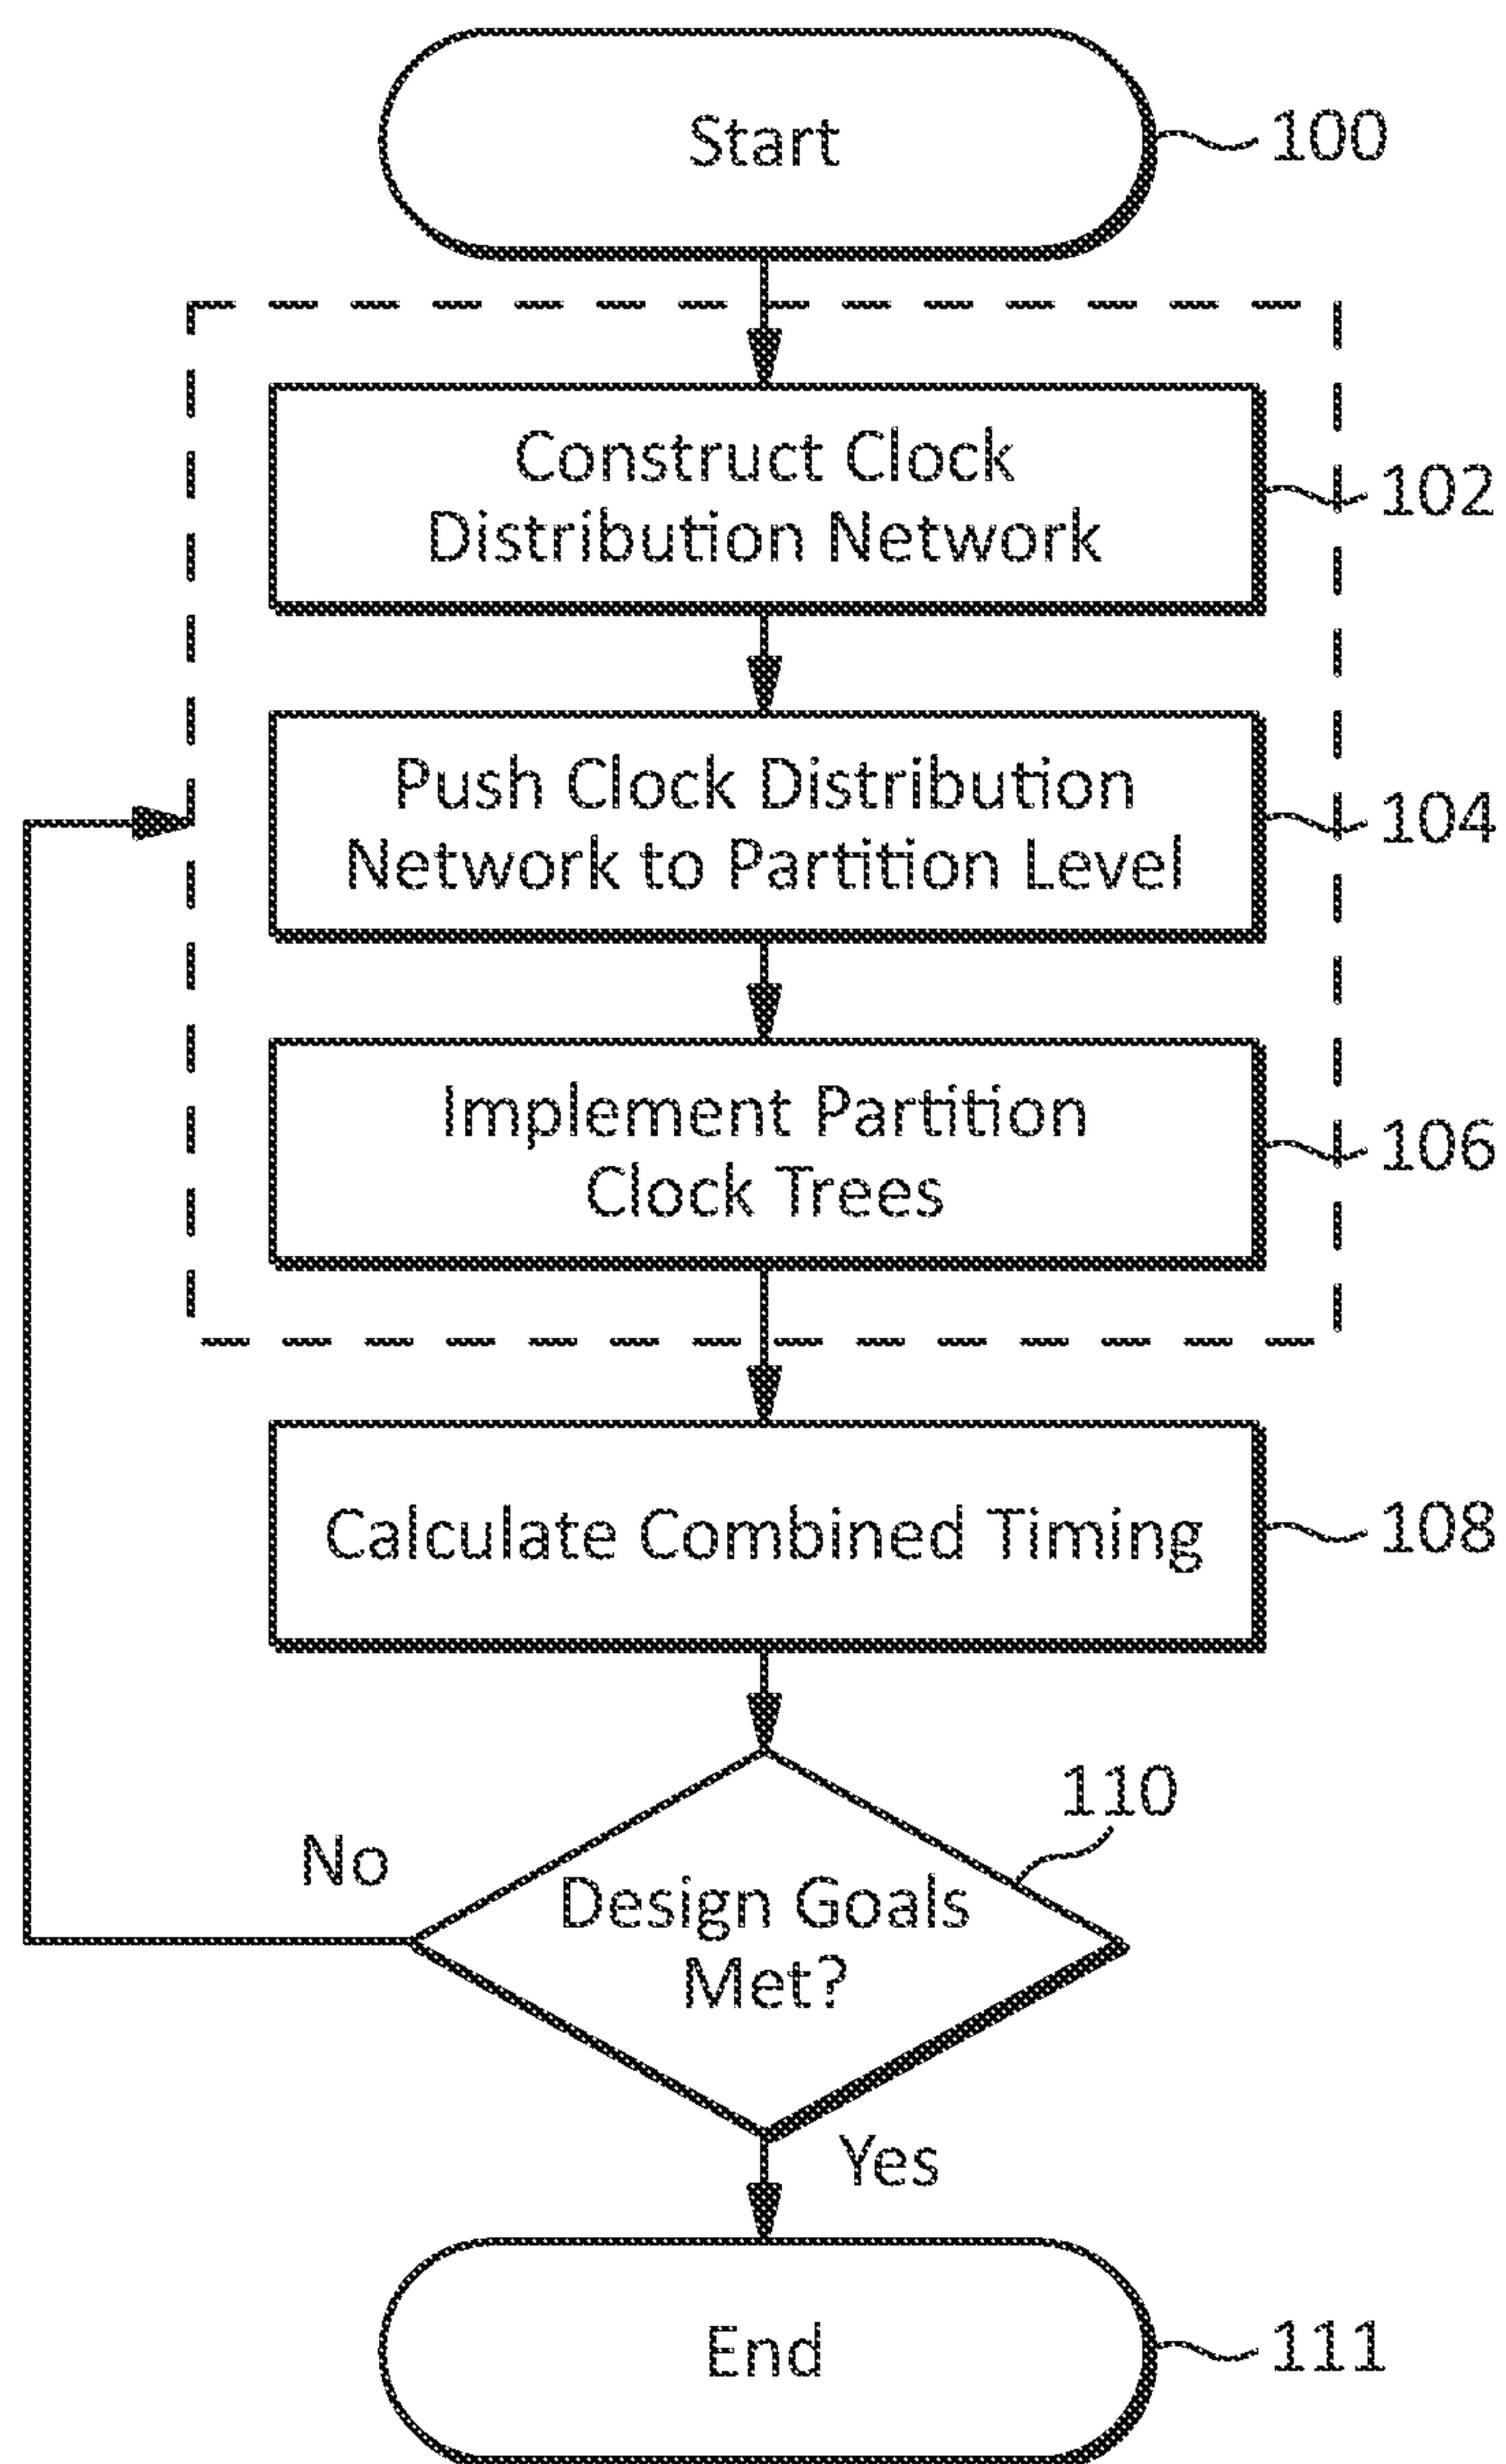 Start
100
Construct Clock
Distribution Network
102
Push Clock Distribution
Network to Partition Level
104
Implement Partition
Clock Trees
106
Calculate Combined Timing
108
110
No
Design Goals
Met?
Yes
End
111